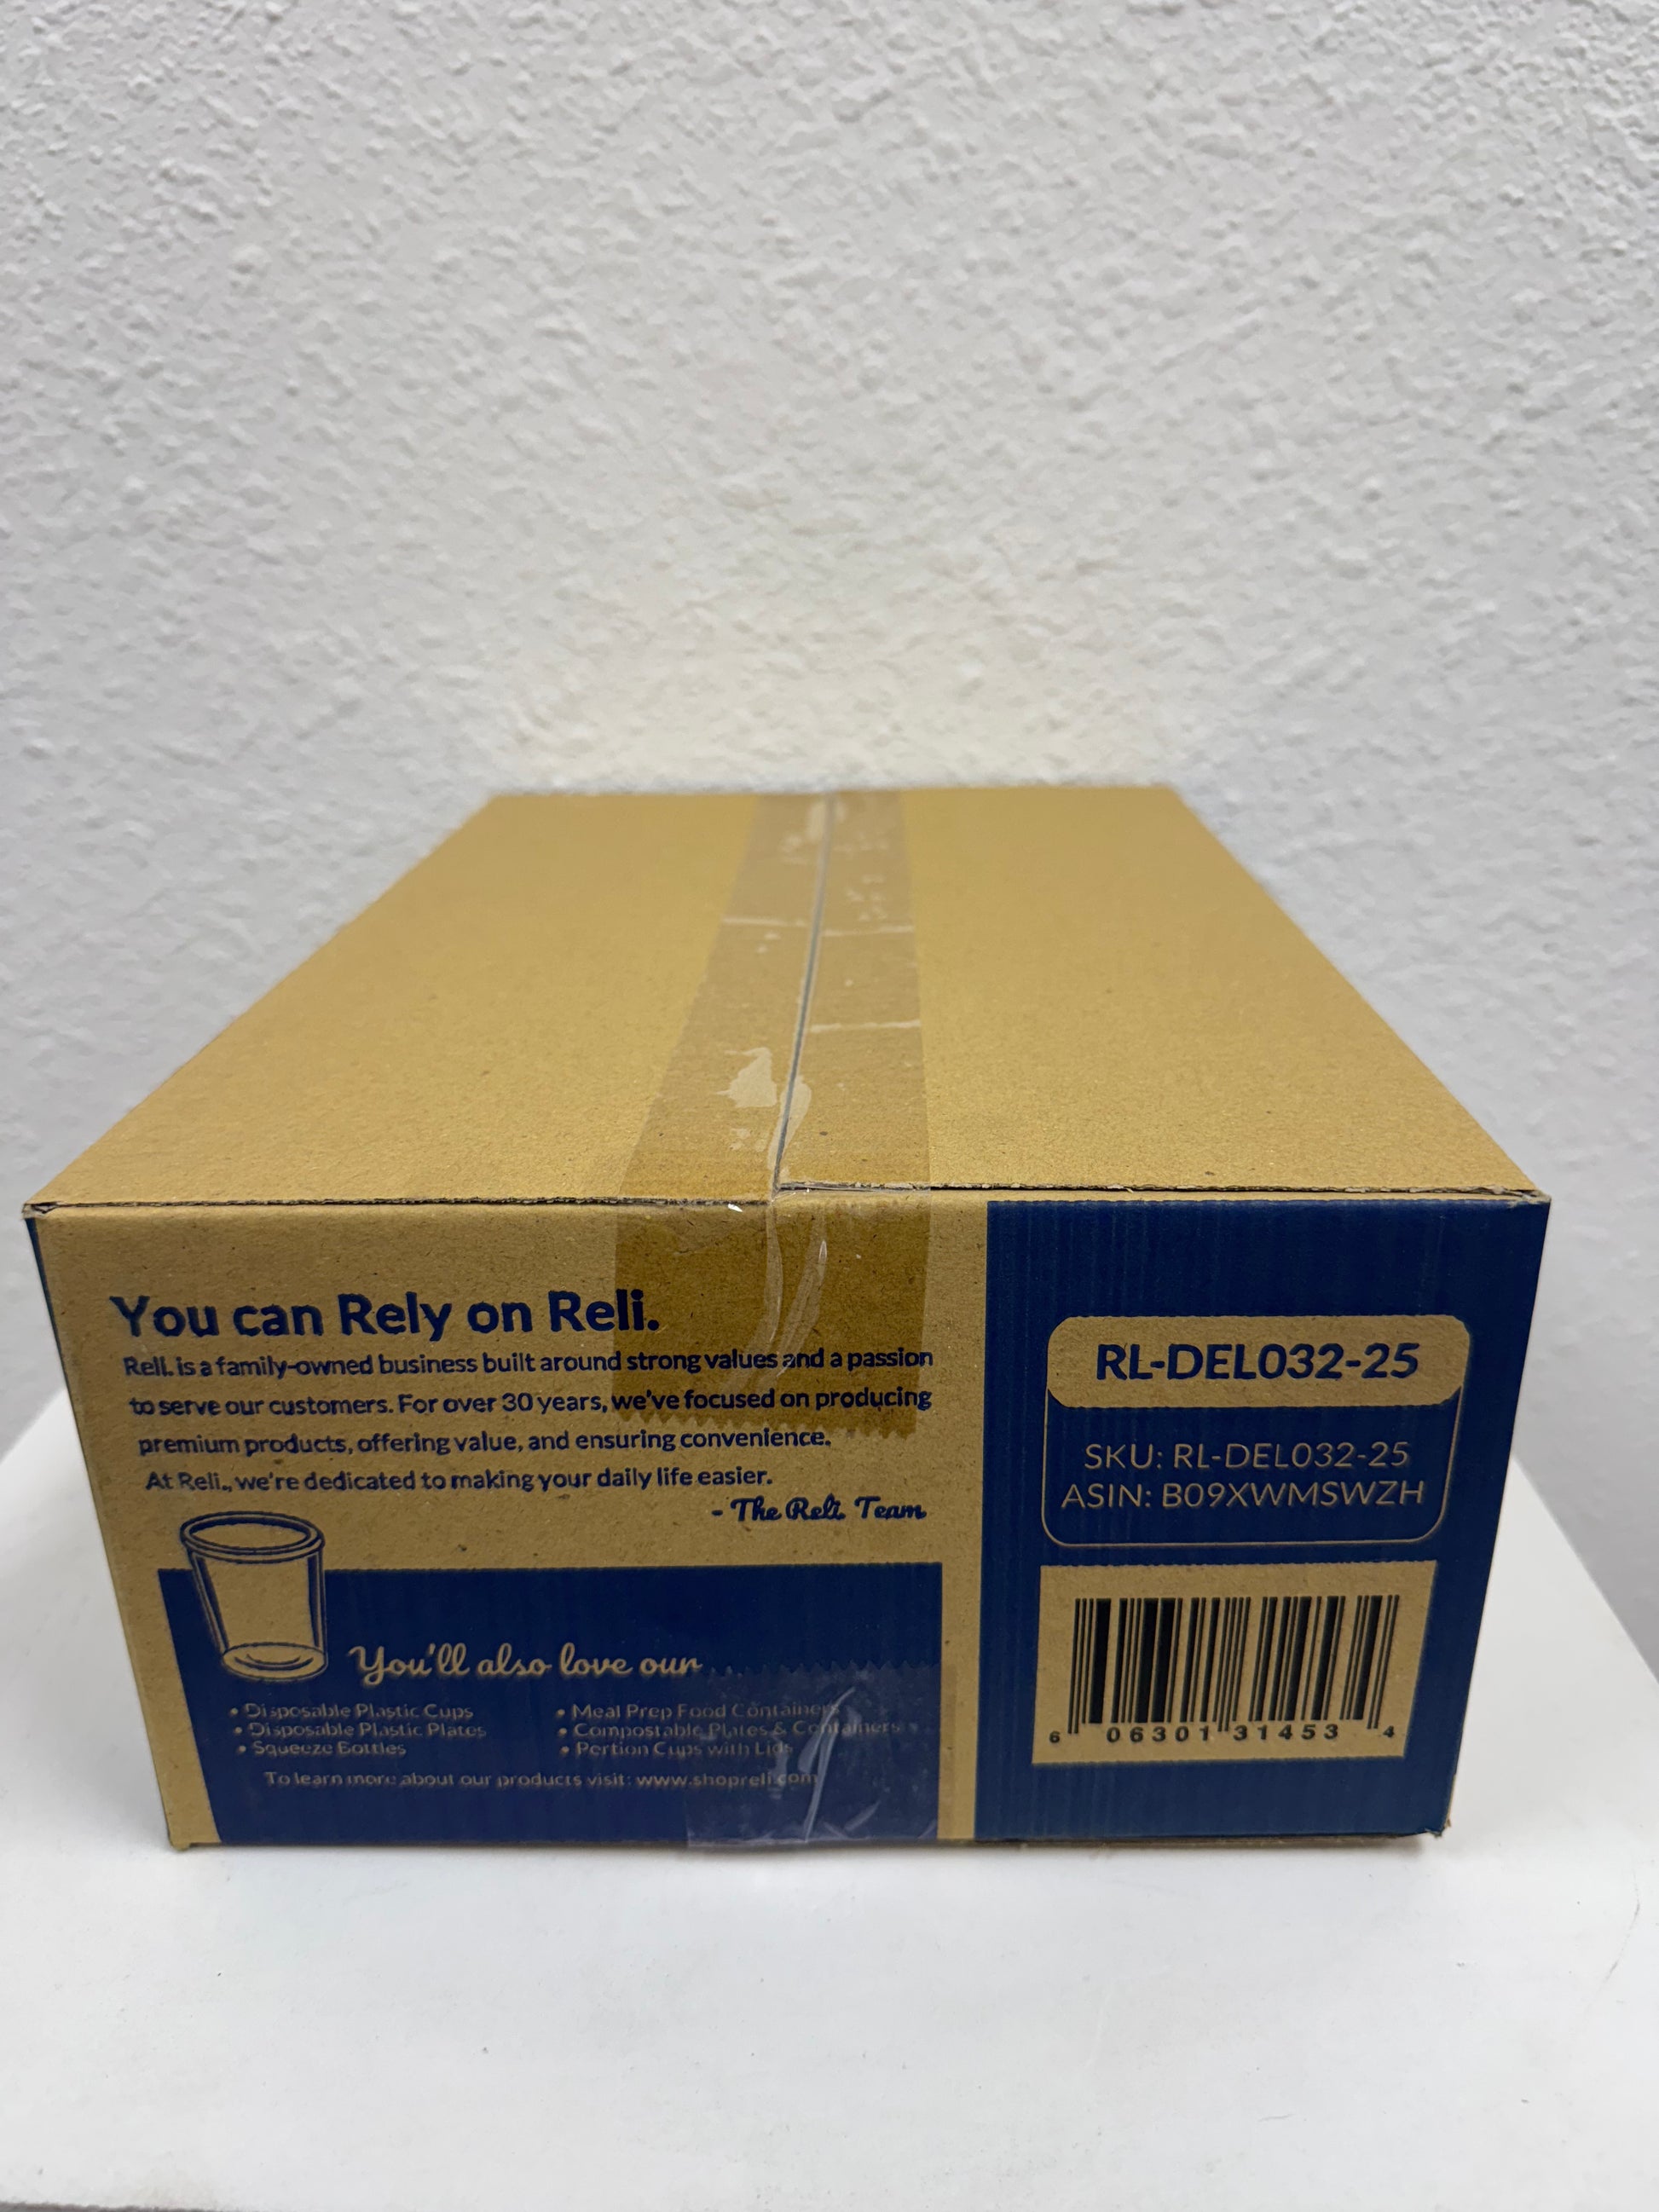 You can Rely on Reli.
Reli. is a family-owned business built around strong values and a passion
to serve our customers. For over 30 years, we've focused on producing
premium products, offering value, and ensuring convenience.
At Reli., we're dedicated to making your daily life easier.
- The Reli. Team
You'll also love our
• Disposable Plastic Cups
• Disposable Plastic Plates
• Squeeze Bottles
• Meal Prep Food Containers
• Compostable Plates & Containers
• Portion Cups with Lids
To learn more about our products visit: www.shopreli.com
RL-DEL032-25
SKU: RL-DEL032-25
ASIN: B09XWMSWZH
6 06301 31453 4